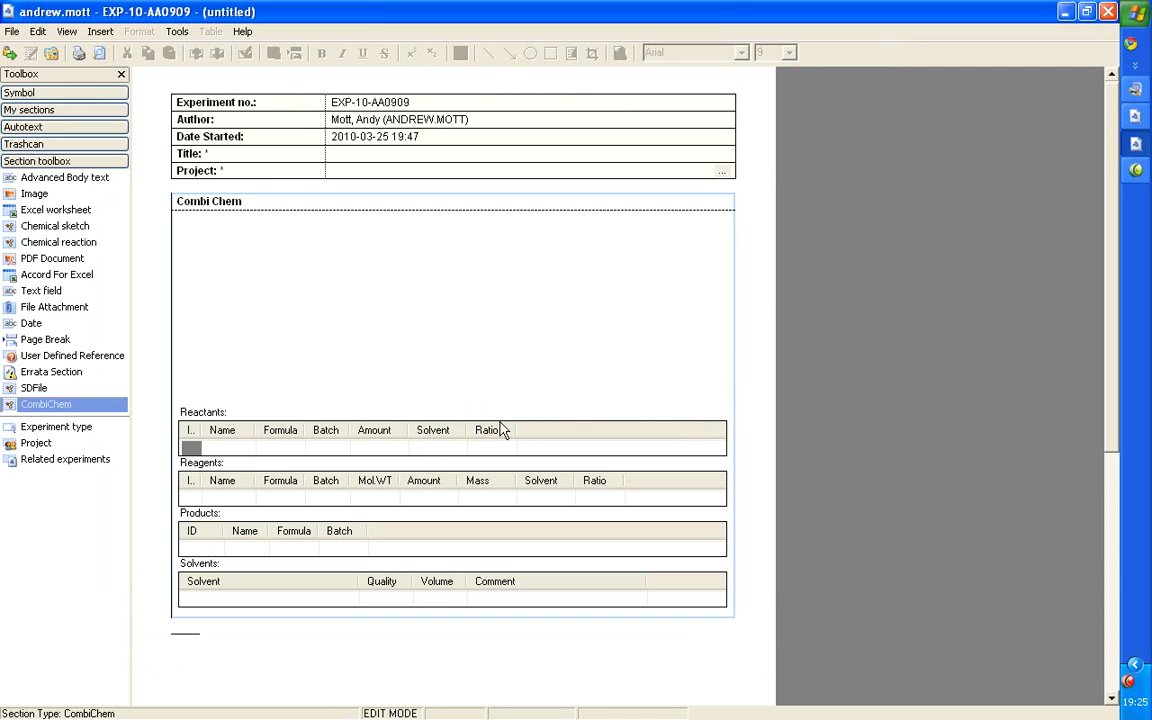 andrew.mott - EXP-10-AA0909 - (untitled)
File Edit View Insert Format Tools Table Help
B I U S x² x₂ Arial 9
Toolbox
Symbol
My sections
Autotext
Trashcan
Section toolbox
Advanced Body text
Image
Excel worksheet
Chemical sketch
Chemical reaction
PDF Document
Accord For Excel
Text field
File Attachment
Date
Page Break
User Defined Reference
Errata Section
SDFile
CombiChem
Experiment type
Project
Related experiments
Experiment no.: EXP-10-AA0909
Author: Mott, Andy (ANDREW.MOTT)
Date Started: 2010-03-25 19:47
Title: *
Project: * ...
Combi Chem
Reactants:
I.. Name Formula Batch Amount Solvent Ratio
Reagents:
I.. Name Formula Batch Mol.WT Amount Mass Solvent Ratio
Products:
ID Name Formula Batch
Solvents:
Solvent Quality Volume Comment
Section Type: CombiChem EDIT MODE
19:25